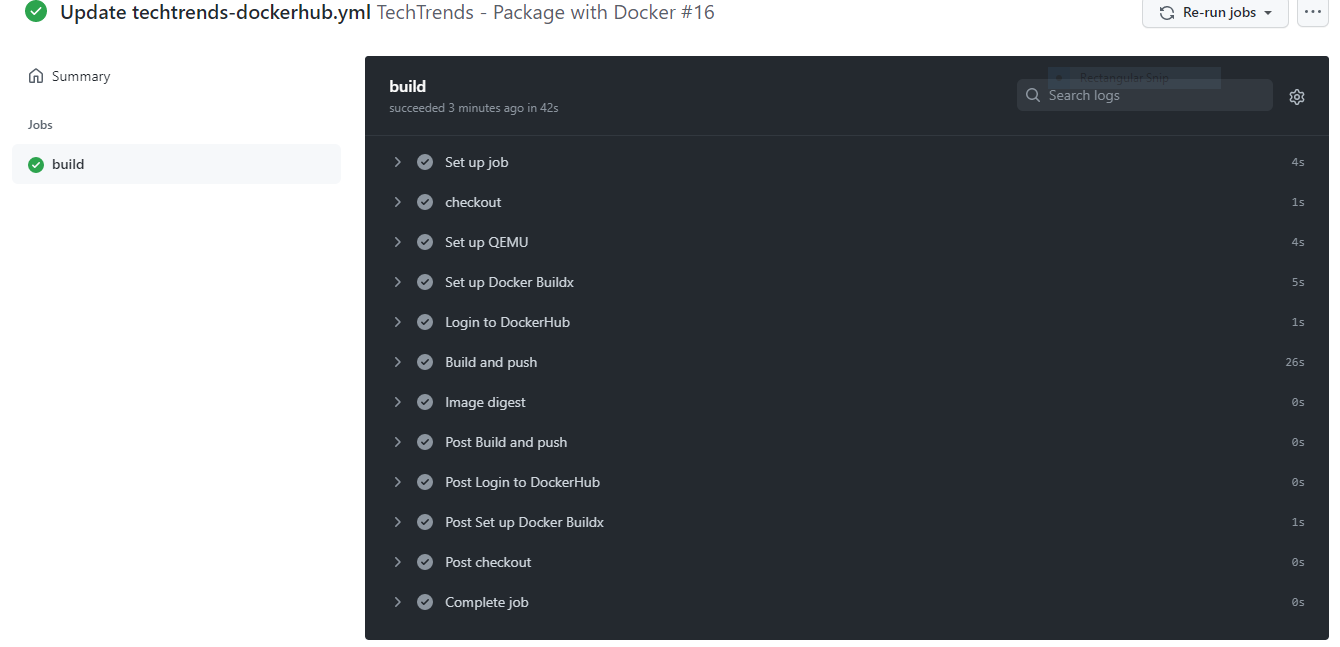 Update techtrends-dockerhub.yml TechTrends - Package with Docker #16
Re-run jobs
Summary
Jobs
build
build
succeeded 3 minutes ago in 42s
Rectangular Snip
Search logs
Set up job 4s
checkout 1s
Set up QEMU 4s
Set up Docker Buildx 5s
Login to DockerHub 1s
Build and push 26s
Image digest 0s
Post Build and push 0s
Post Login to DockerHub 0s
Post Set up Docker Buildx 1s
Post checkout 0s
Complete job 0s